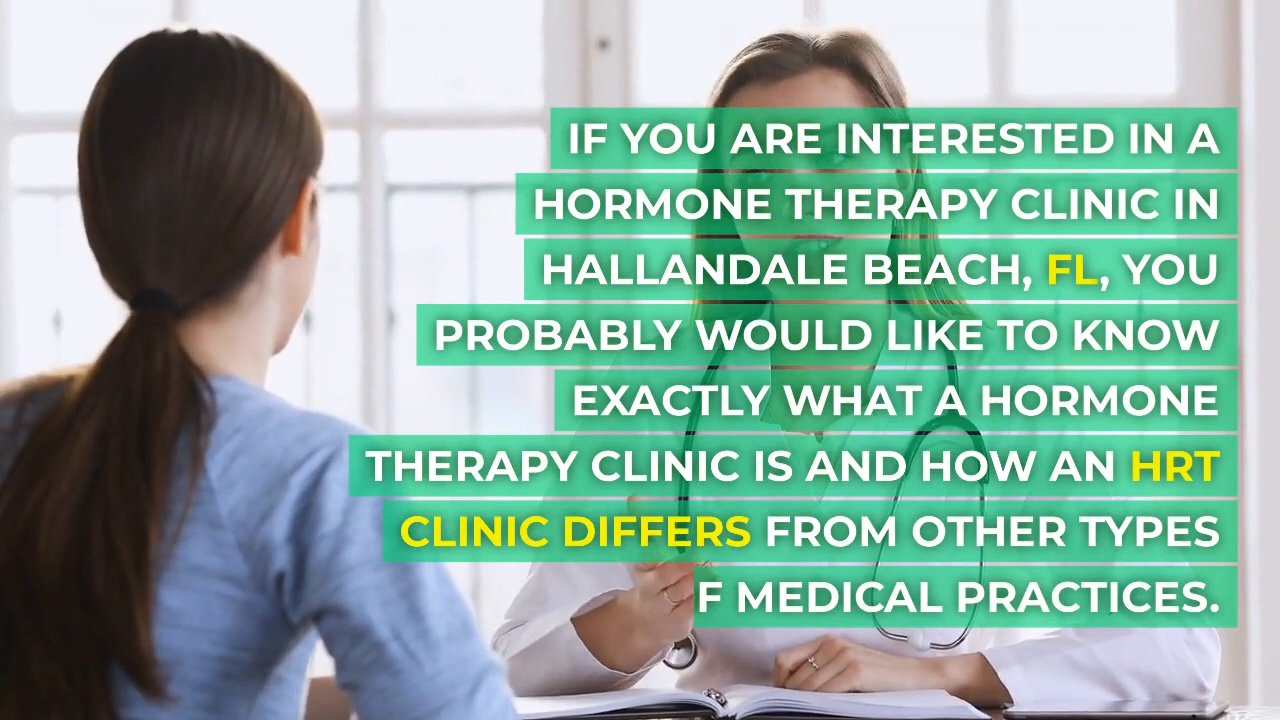 IF YOU ARE INTERESTED IN A
HORMONE THERAPY CLINIC IN
HALLANDALE BEACH, FL, YOU
PROBABLY WOULD LIKE TO KNOW
EXACTLY WHAT A HORMONE
THERAPY CLINIC IS AND HOW AN HRT
CLINIC DIFFERS FROM OTHER TYPES
F MEDICAL PRACTICES.